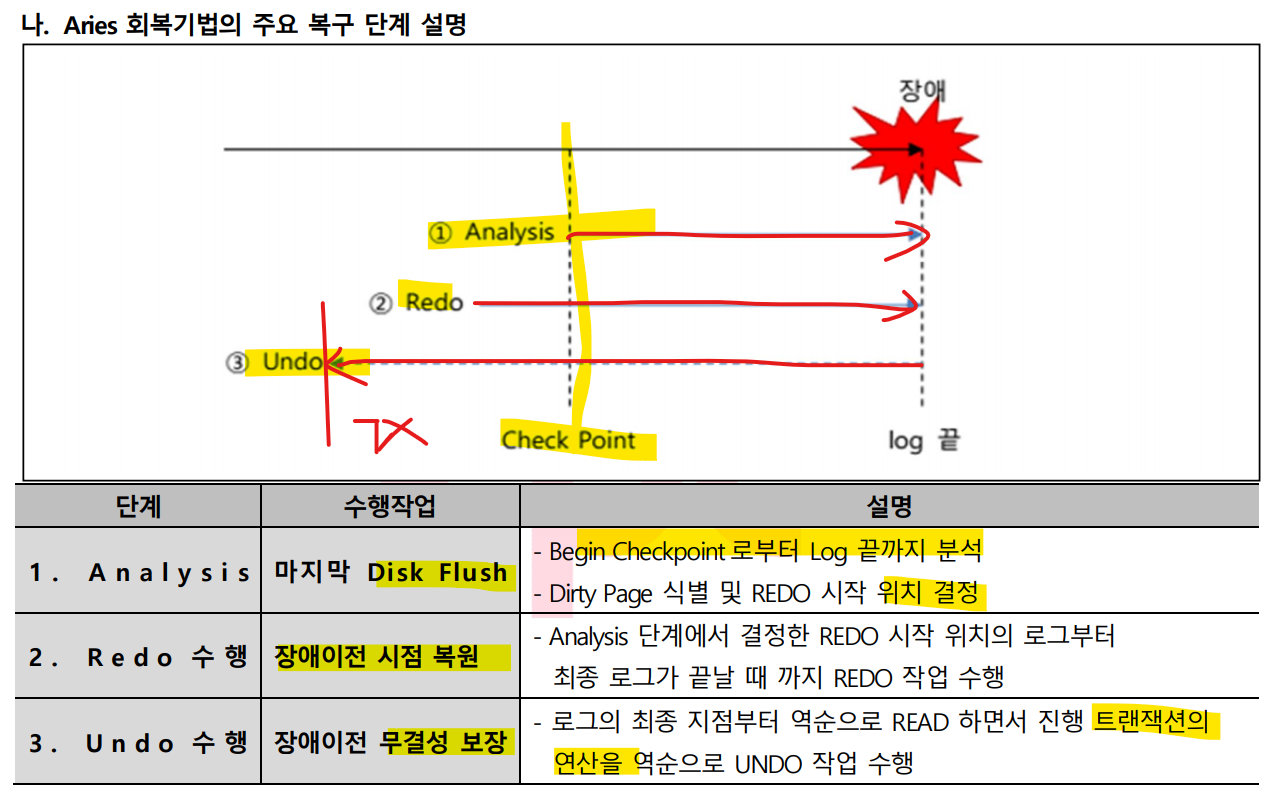 나. Aries 회복기법의 주요 복구 단계 설명
장애
① Analysis
② Redo
③ Undo
TX
Check Point
log 끝
단계
수행작업
설명
1. Analysis
마지막 Disk Flush
- Begin Checkpoint 로부터 Log 끝까지 분석
- Dirty Page 식별 및 REDO 시작 위치 결정
2. Redo 수행
장애이전 시점 복원
- Analysis 단계에서 결정한 REDO 시작 위치의 로그부터
최종 로그가 끝날 때 까지 REDO 작업 수행
3. Undo 수행
장애이전 무결성 보장
- 로그의 최종 지점부터 역순으로 READ 하면서 진행 트랜잭션의
연산을 역순으로 UNDO 작업 수행